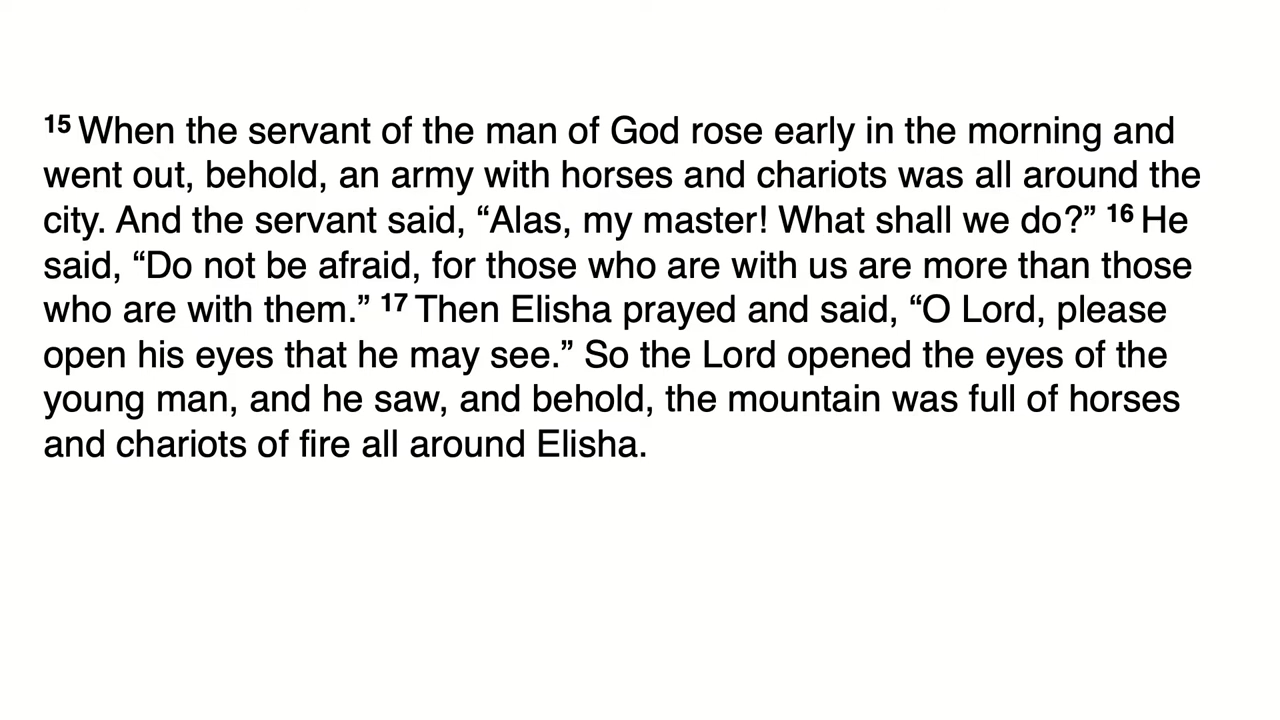 15 When the servant of the man of God rose early in the morning and
went out, behold, an army with horses and chariots was all around the
city. And the servant said, “Alas, my master! What shall we do?” 16 He
said, “Do not be afraid, for those who are with us are more than those
who are with them.” 17 Then Elisha prayed and said, “O Lord, please
open his eyes that he may see.” So the Lord opened the eyes of the
young man, and he saw, and behold, the mountain was full of horses
and chariots of fire all around Elisha.